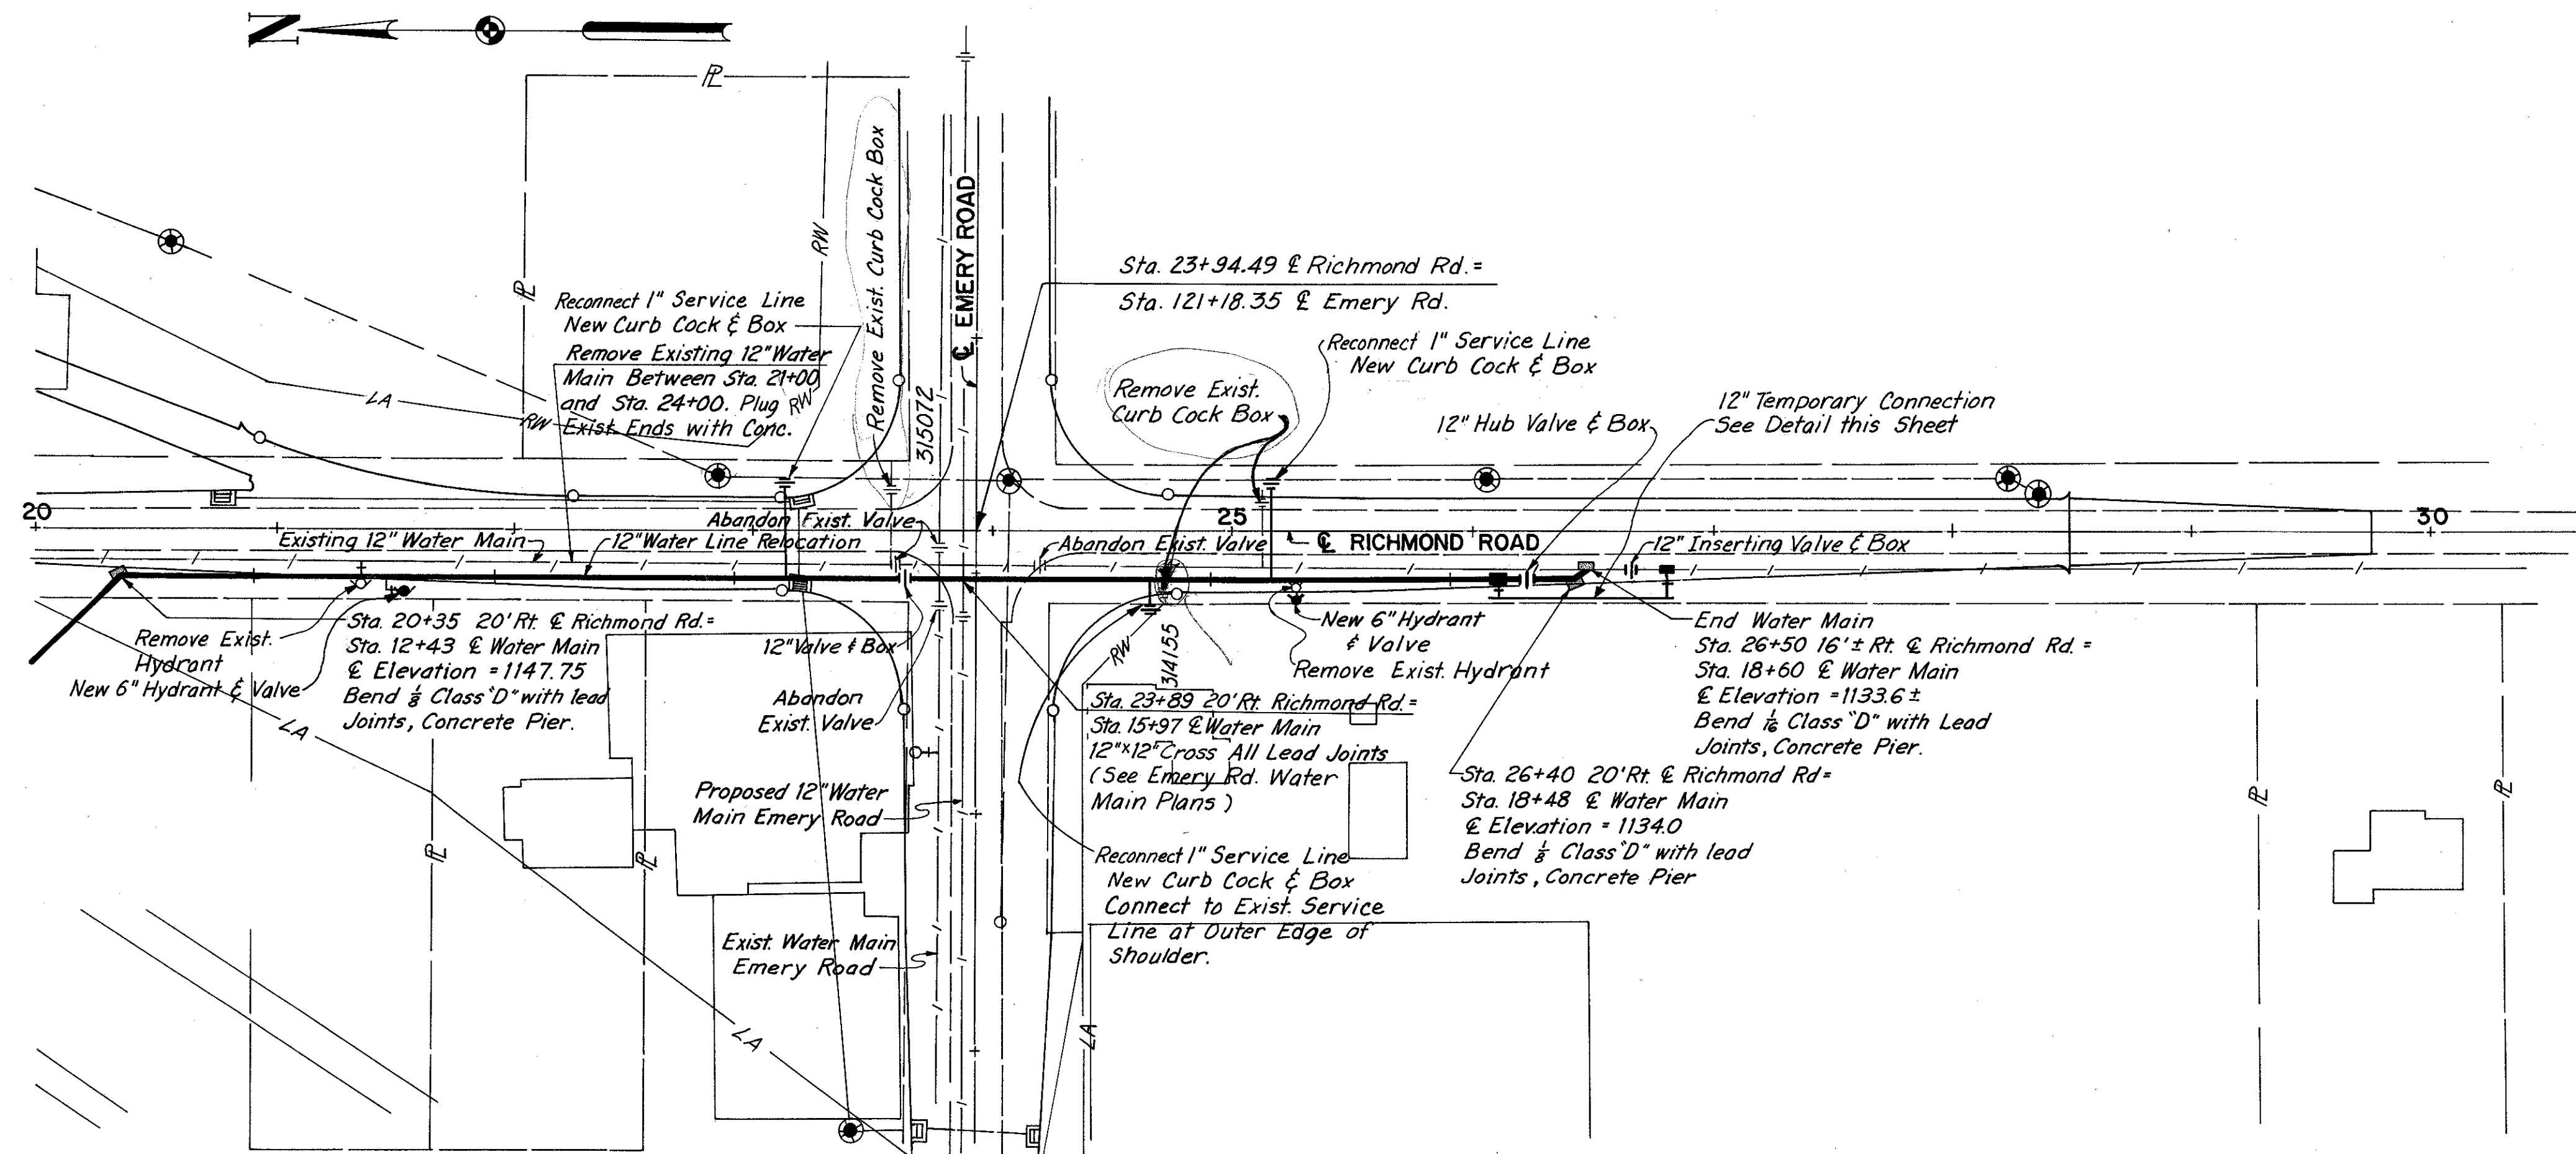 N
PL
RW
Remove Exist. Curb Cock Box
℄ EMERY ROAD
315072
PL
Reconnect 1" Service Line
New Curb Cock & Box
Remove Existing 12" Water
Main Between Sta. 21+00
and Sta. 24+00. Plug
Exist. Ends with Conc.
RW
RW
LA
Sta. 23+94.49 ℄ Richmond Rd. =
Sta. 121+18.35 ℄ Emery Rd.
Reconnect 1" Service Line
New Curb Cock & Box
Remove Exist.
Curb Cock Box
12" Hub Valve & Box
12" Temporary Connection
See Detail this Sheet
20
25
30
Abandon Exist. Valve
Existing 12" Water Main
12" Water Line Relocation
Abandon Exist. Valve
℄ RICHMOND ROAD
12" Inserting Valve & Box
Remove Exist.
Hydrant
New 6" Hydrant & Valve
Sta. 20+35 20' Rt. ℄ Richmond Rd. =
Sta. 12+43 ℄ Water Main
℄ Elevation = 1147.75
Bend 1/8 Class "D" with lead
Joints, Concrete Pier.
12" Valve & Box
Abandon
Exist. Valve
RW
314155
New 6" Hydrant
& Valve
Remove Exist. Hydrant
End Water Main
Sta. 26+50 16' ± Rt. ℄ Richmond Rd. =
Sta. 18+60 ℄ Water Main
℄ Elevation = 1133.6 ±
Bend 1/16 Class "D" with Lead
Joints, Concrete Pier.
Sta. 23+89 20' Rt. Richmond Rd. =
Sta. 15+97 ℄ Water Main
12"x12" Cross All Lead Joints
(See Emery Rd. Water
Main Plans)
Sta. 26+40 20' Rt. ℄ Richmond Rd =
Sta. 18+48 ℄ Water Main
℄ Elevation = 1134.0
Bend 1/8 Class "D" with lead
Joints, Concrete Pier
LA
Proposed 12" Water
Main Emery Road
Reconnect 1" Service Line
New Curb Cock & Box
Connect to Exist. Service
Line at Outer Edge of
Shoulder.
PL
PL
PL
PL
Exist. Water Main
Emery Road
LA
LA